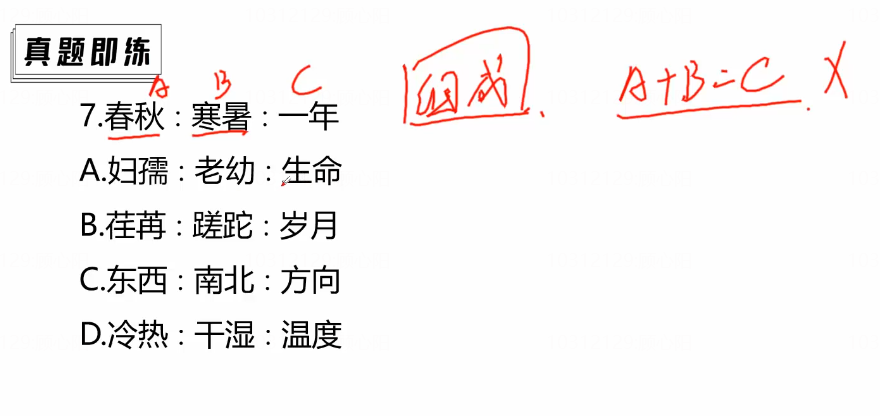 真题即练
A B C
组成
A+B=C X
7.春秋:寒暑:一年
A.妇孺:老幼:生命
B.荏苒:蹉跎:岁月
C.东西:南北:方向
D.冷热:干湿:温度